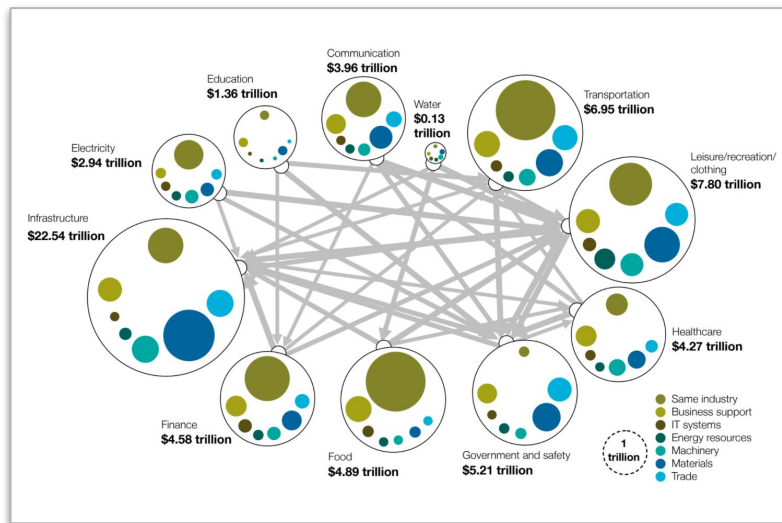 Communication
$3.96 trillion
Education
$1.36 trillion
Water
$0.13
trillion
Transportation
$6.95 trillion
Electricity
$2.94 trillion
Leisure/recreation/
clothing
$7.80 trillion
Infrastructure
$22.54 trillion
Healthcare
$4.27 trillion
Finance
$4.58 trillion
Food
$4.89 trillion
Government and safety
$5.21 trillion
1
trillion
Same industry
Business support
IT systems
Energy resources
Machinery
Materials
Trade